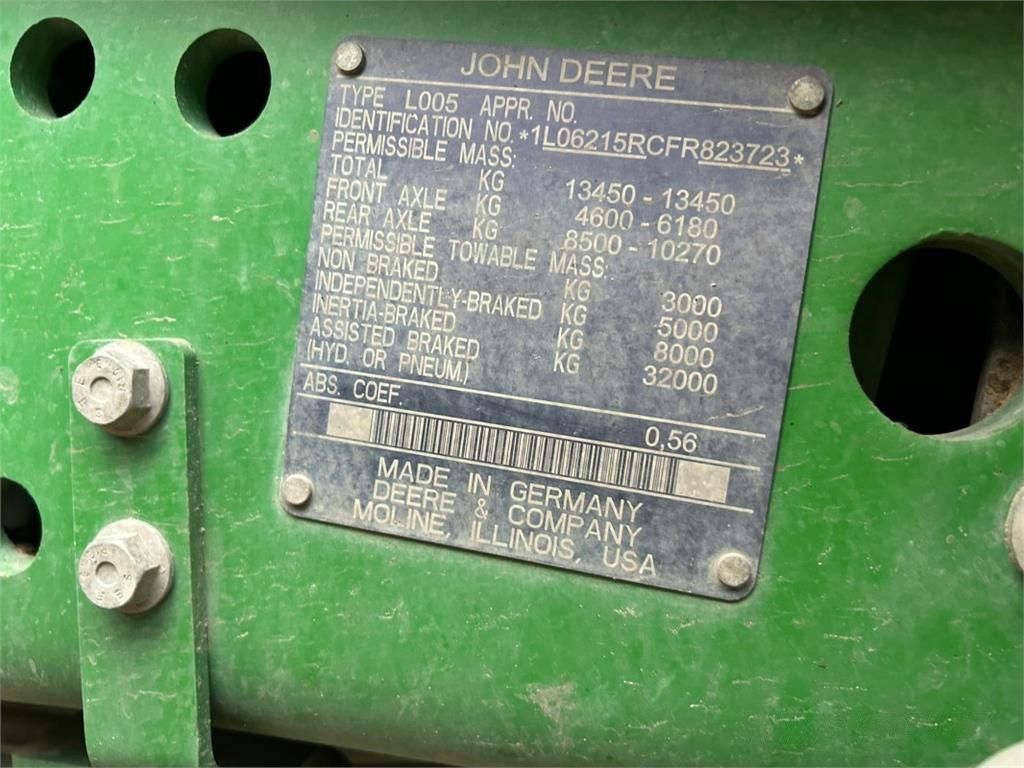 JOHN DEERE
TYPE L005 APPR. NO.
IDENTIFICATION NO. *1L06215RCFR823723*
PERMISSIBLE MASS:
TOTAL KG 13450 - 13450
FRONT AXLE KG 4600 - 6180
REAR AXLE KG 8500 - 10270
PERMISSIBLE TOWABLE MASS:
NON BRAKED KG 3000
INDEPENDENTLY-BRAKED KG 5000
INERTIA-BRAKED KG 8000
ASSISTED BRAKED KG 32000
(HYD. OR PNEUM.)
ABS. COEF. 0,56
MADE IN GERMANY
DEERE & COMPANY
MOLINE, ILLINOIS, USA